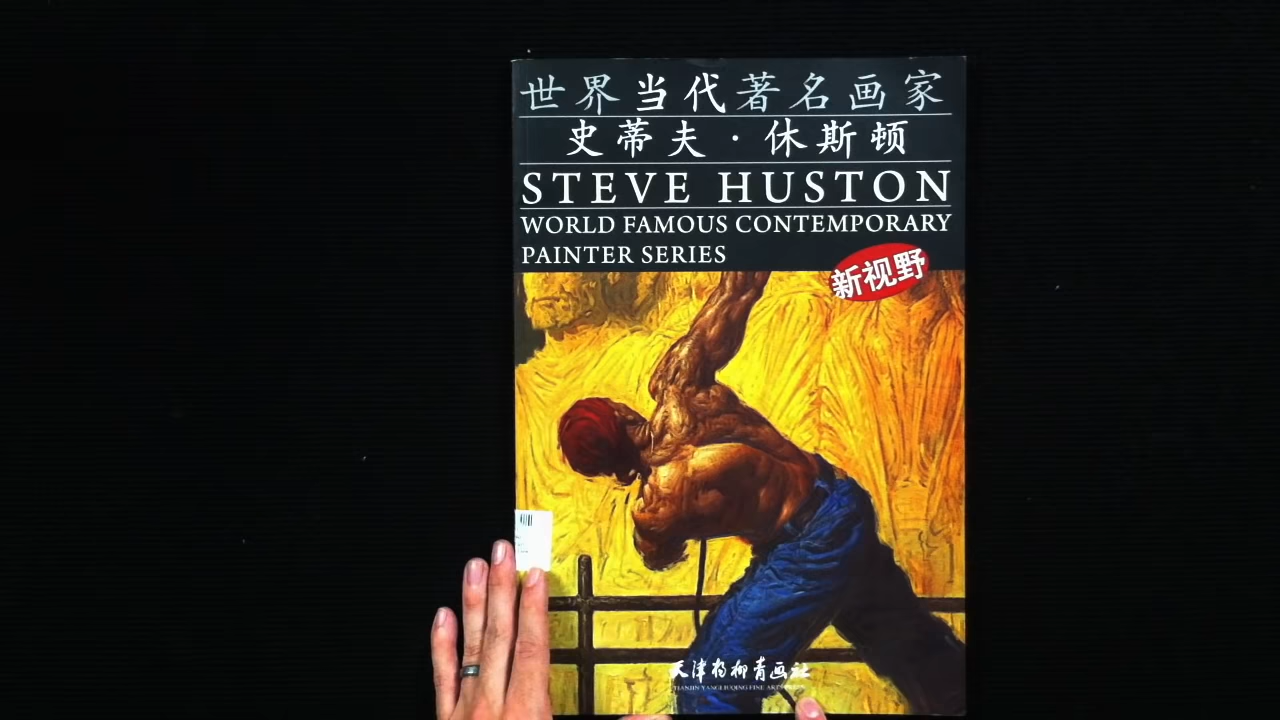 世界当代著名画家
史蒂夫·休斯顿
STEVE HUSTON
WORLD FAMOUS CONTEMPORARY
PAINTER SERIES
新视野
天津杨柳青画社
TIANJIN YANGLIUQING FINE ARTS PRESS